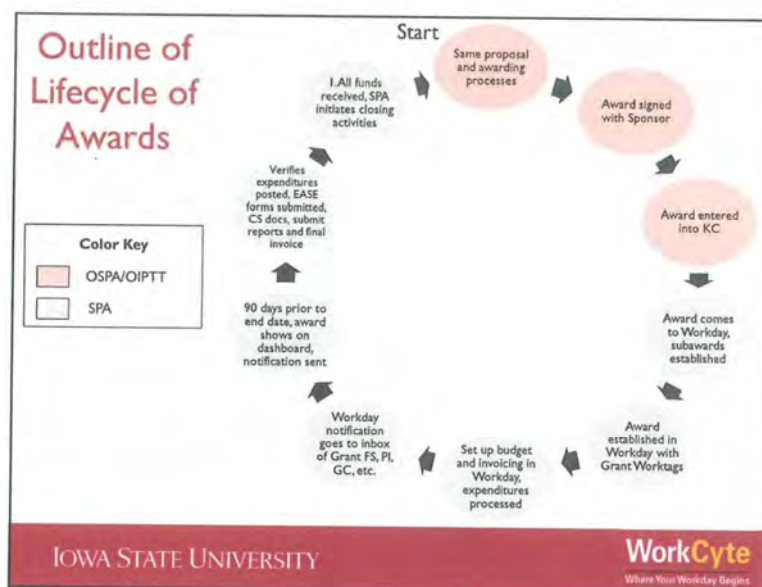 Outline of
Lifecycle of
Awards
Start
Same proposal
and awarding
processes
Award signed
with Sponsor
Award entered
into KC
Award comes
to Workday,
subawards
established
Award
established in
Workday with
Grant Worktags
Set up budget
and invoicing in
Workday,
expenditures
processed
Workday
notification
goes to inbox
of Grant FS, PI,
GC, etc.
90 days prior to
end date, award
shows on
dashboard,
notification sent
Verifies
expenditures
posted, EASE
forms submitted,
CS docs, submit
reports and final
invoice
1.All funds
received, SPA
initiates closing
activities
Color Key
OSPA/OIPTT
SPA
IOWA STATE UNIVERSITY
WorkCyte
Where Your Workday Begins